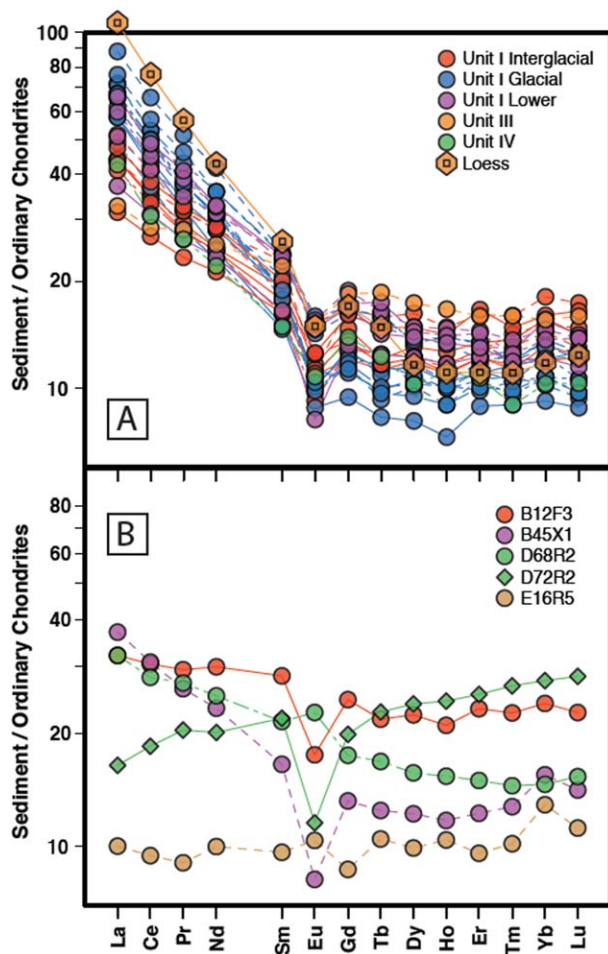 100
80
60
40
20
10
Sediment / Ordinary Chondrites
Unit I Interglacial
Unit I Glacial
Unit I Lower
Unit III
Unit IV
Loess
A
80
60
40
20
10
Sediment / Ordinary Chondrites
B
B12F3
B45X1
D68R2
D72R2
E16R5
La Ce Pr Nd Sm Eu Gd Tb Dy Ho Er Tm Yb Lu